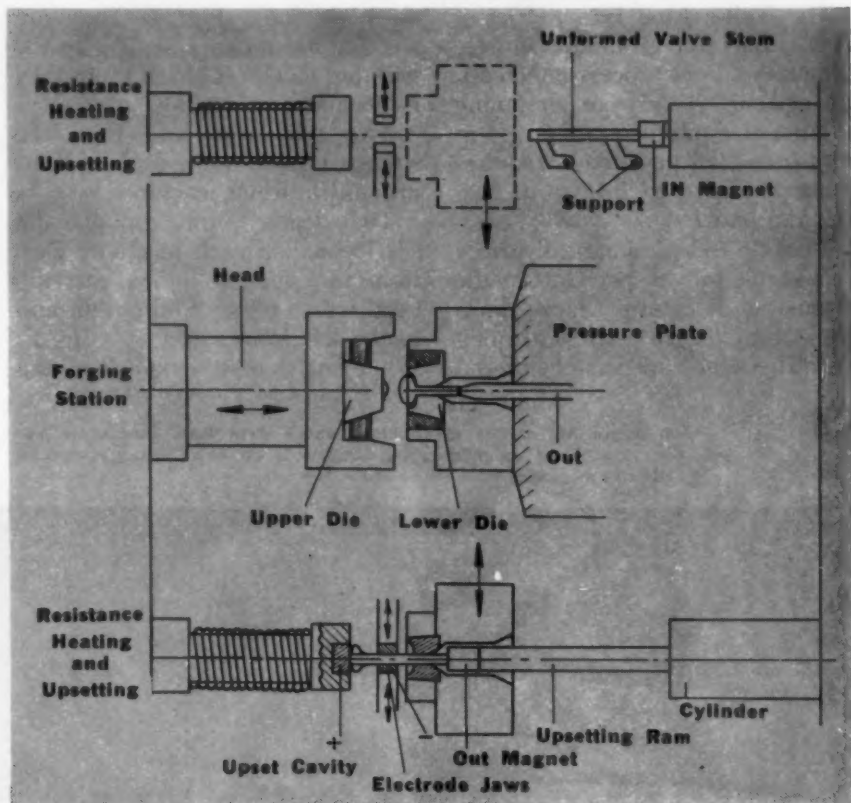 Unformed Valve Stem
Resistance
Heating
and
Upsetting
Support
IN Magnet
Head
Pressure Plate
Forging
Station
Out
Upper Die
Lower Die
Resistance
Heating
and
Upsetting
Cylinder
+
-
Upsetting Ram
Out Magnet
Upset Cavity
Electrode Jaws